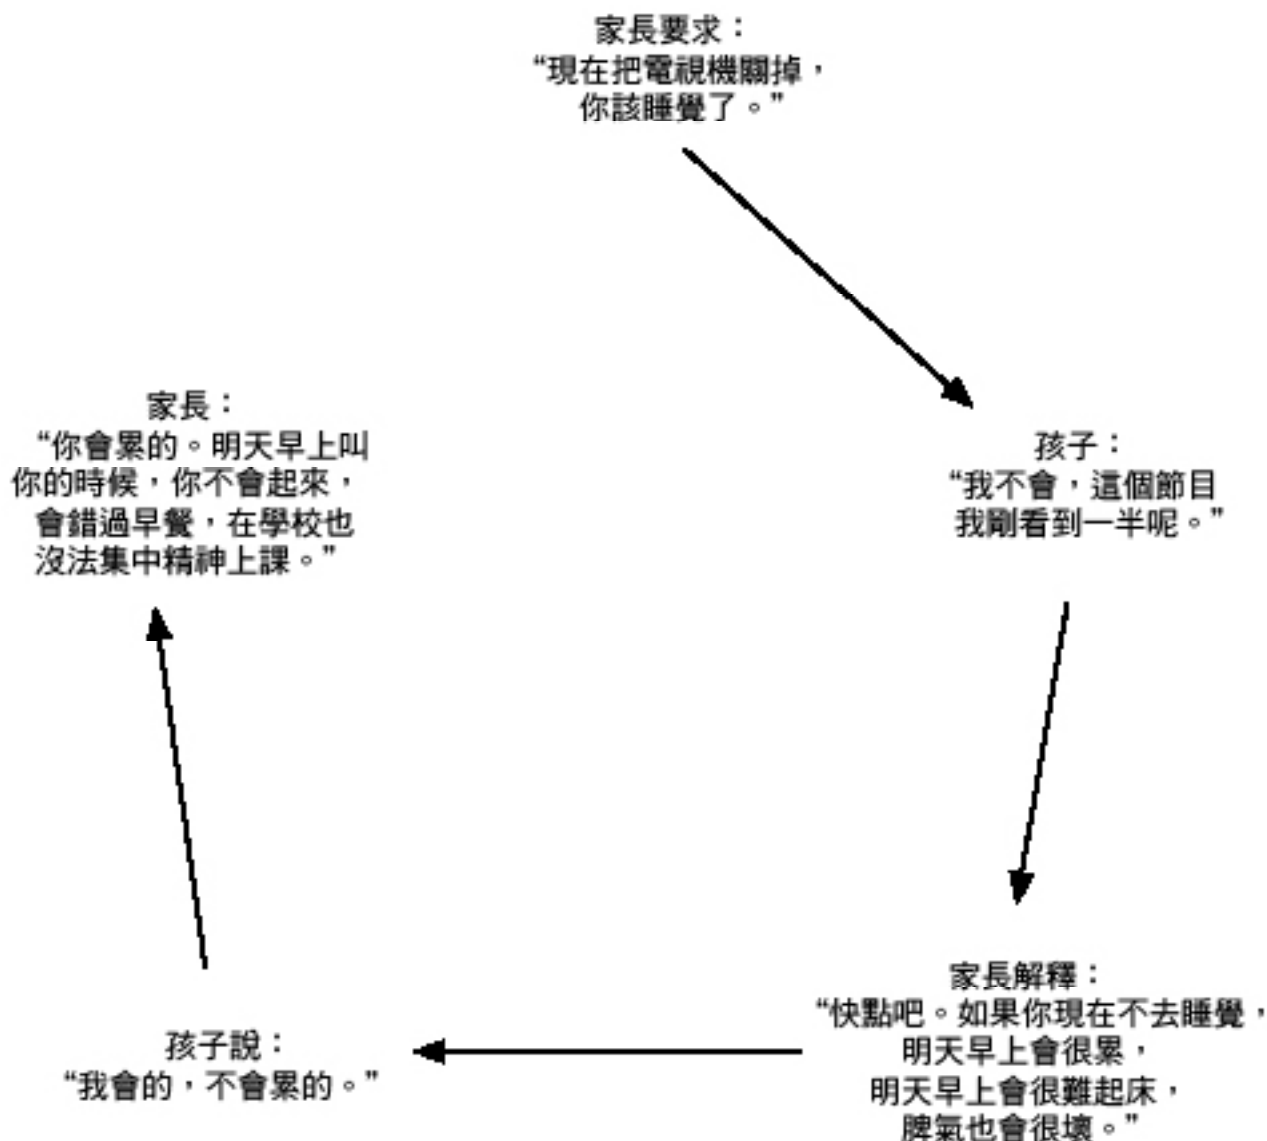 家長要求：
“現在把電視機關掉，
你該睡覺了。”
孩子：
“我不會，這個節目
我剛看到一半呢。”
家長解釋：
“快點吧。如果你現在不去睡覺，
明天早上會很累，
明天早上會很難起床，
脾氣也會很壞。”
孩子說：
“我會的，不會累的。”
家長：
“你會累的。明天早上叫
你的時候，你不會起來，
會錯過早餐，在學校也
沒法集中精神上課。”